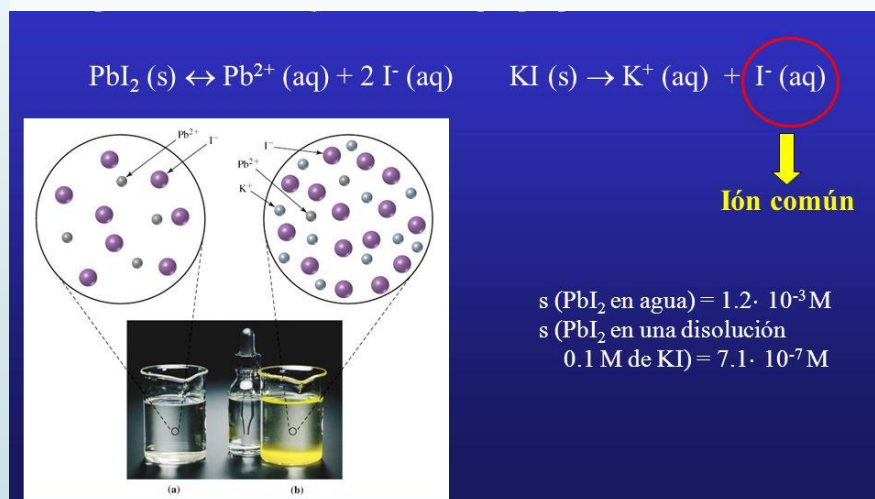 PbI₂ (s) ↔ Pb²⁺ (aq) + 2 I⁻ (aq)
KI (s) → K⁺ (aq) + I⁻ (aq)
Ión común
Pb²⁺
I⁻
I⁻
Pb²⁺
K⁺
s (PbI₂ en agua) = 1.2· 10⁻³ M
s (PbI₂ en una disolución
0.1 M de KI) = 7.1· 10⁻⁷ M
(a)
(b)